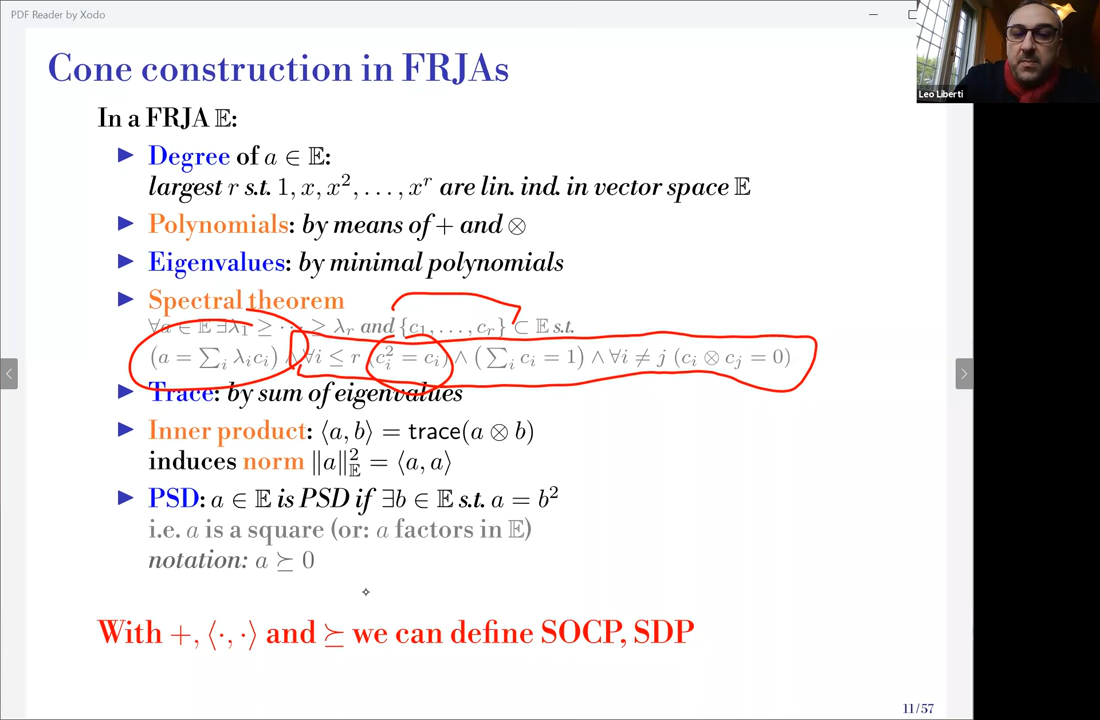 PDF Reader by Xodo
Leo Liberti
Cone construction in FRJAs
In a FRJA 𝔼:
Degree of a ∈ 𝔼:
largest r s.t. 1, x, x², . . . , xʳ are lin. ind. in vector space 𝔼
Polynomials: by means of + and ⊗
Eigenvalues: by minimal polynomials
Spectral theorem
∀a ∈ 𝔼 ∃λ₁ ≥ ··· ≥ λᵣ and {c₁, . . . , cᵣ} ⊂ 𝔼 s.t.
(a = ∑ᵢ λᵢcᵢ) ∧ ∀i ≤ r (cᵢ² = cᵢ) ∧ (∑ᵢ cᵢ = 1) ∧ ∀i ≠ j (cᵢ ⊗ cⱼ = 0)
Trace: by sum of eigenvalues
Inner product: ⟨a, b⟩ = trace(a ⊗ b)
induces norm ‖a‖²_𝔼 = ⟨a, a⟩
PSD: a ∈ 𝔼 is PSD if ∃b ∈ 𝔼 s.t. a = b²
i.e. a is a square (or: a factors in 𝔼)
notation: a ⪰ 0
With +, ⟨·, ·⟩ and ⪰ we can define SOCP, SDP
11/57